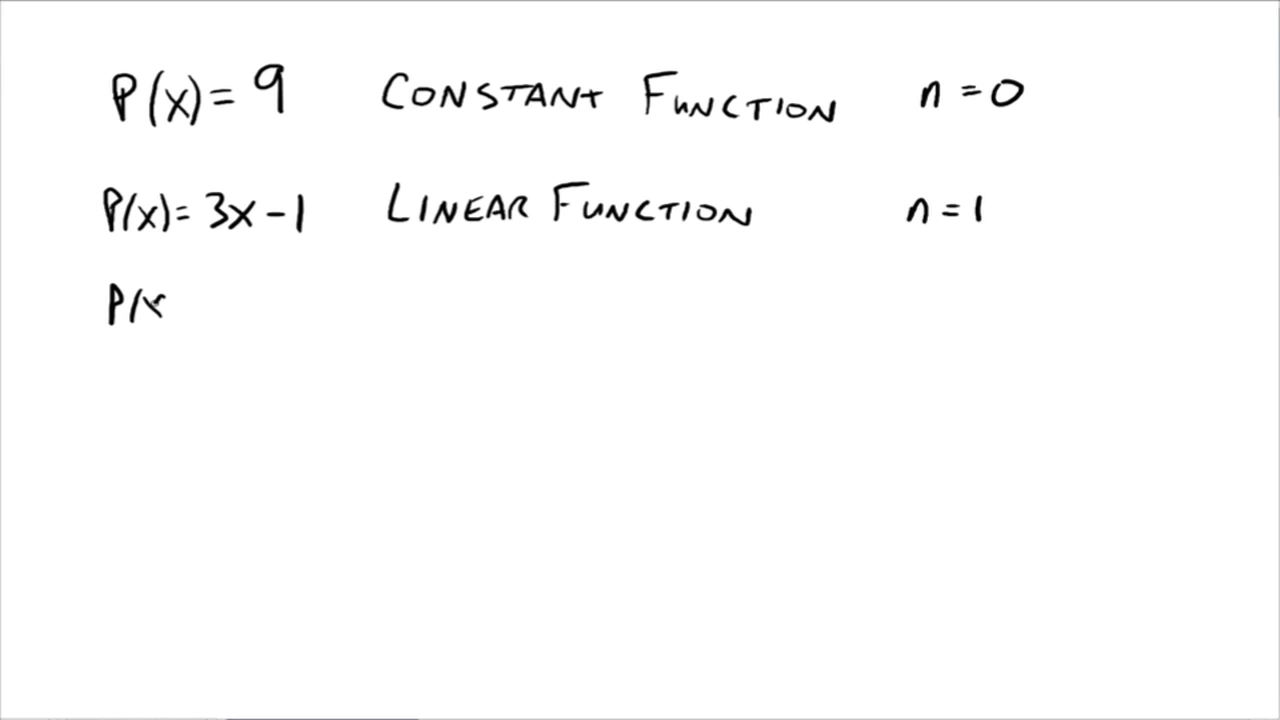 P(x) = 9 CONSTANT FUNCTION n = 0
P(x) = 3x - 1 LINEAR FUNCTION n = 1
P(x